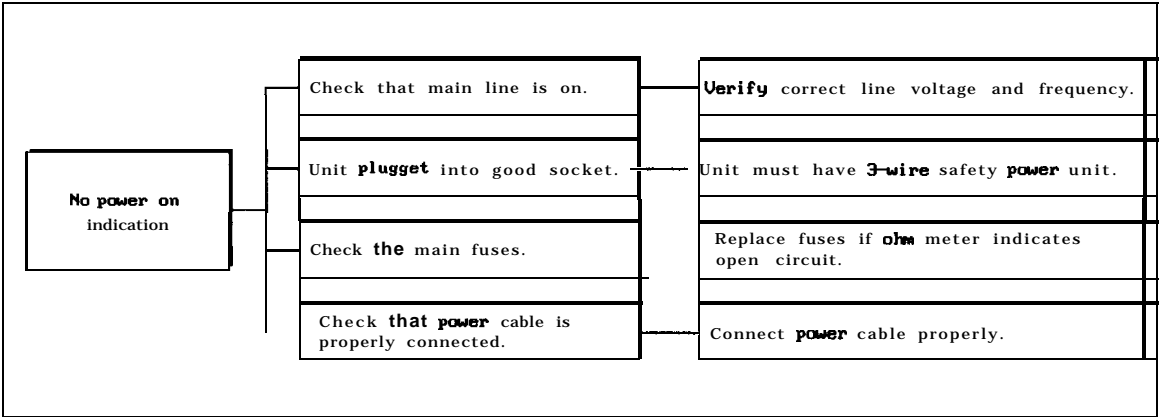 No power on
indication
Check that main line is on.
Verify correct line voltage and frequency.
Unit plugget into good socket.
Unit must have 3-wire safety power unit.
Check the main fuses.
Replace fuses if ohm meter indicates
open circuit.
Check that power cable is
properly connected.
Connect power cable properly.